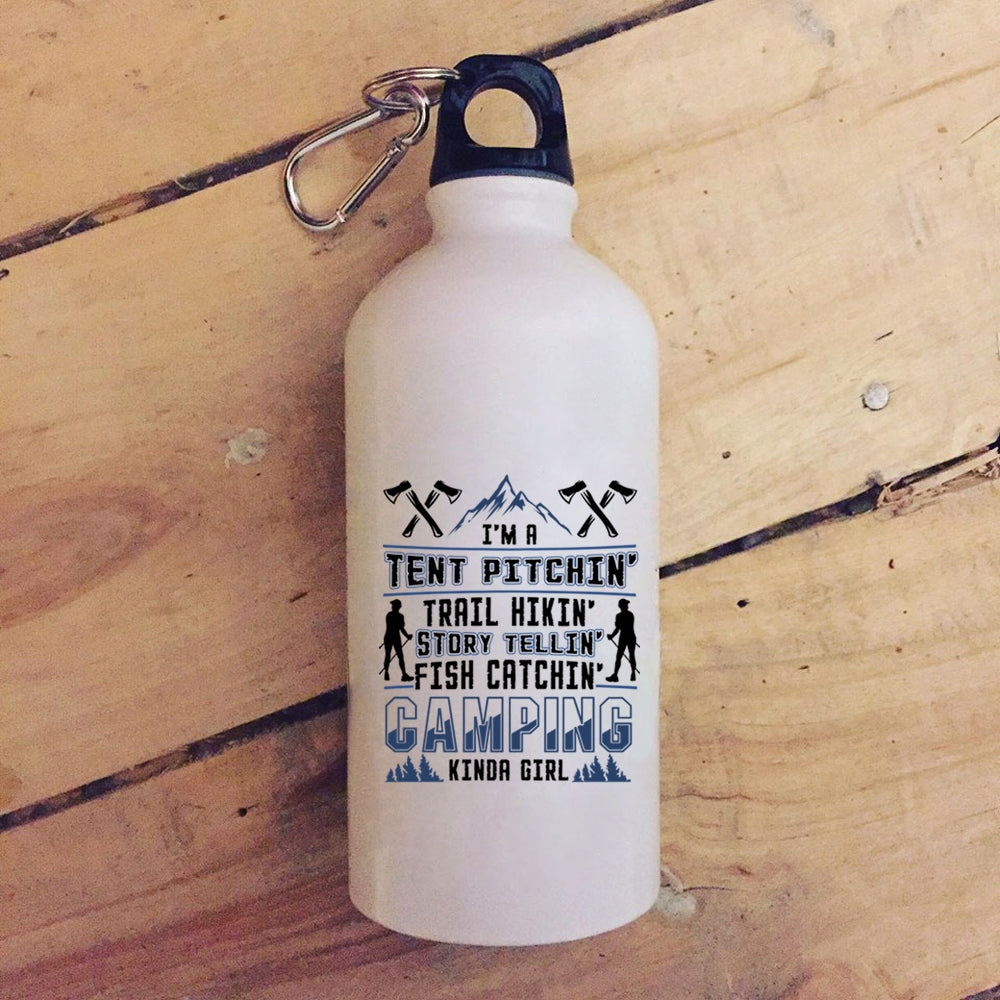 I'M A
TENT PITCHIN'
TRAIL HIKIN'
STORY TELLIN'
FISH CATCHIN'
CAMPING
KINDA GIRL